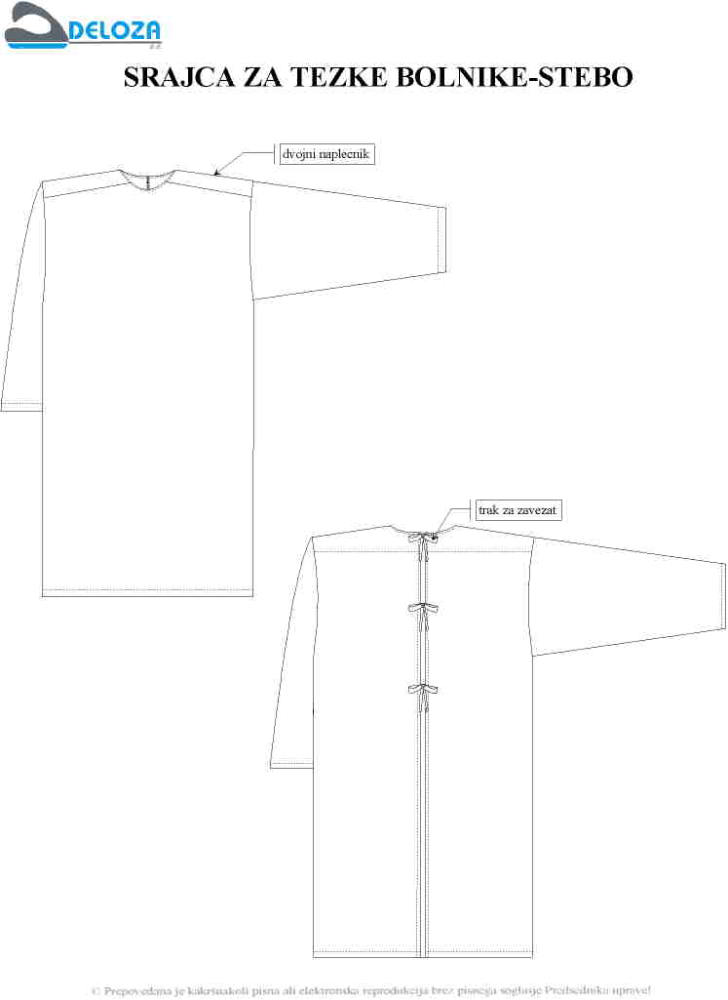 DELOZA
SRAJCA ZA TEZKE BOLNIKE-STEBO
dvojni naplecnik
trak za zavezat
© Prepovedana je kakrsnakoli pisna ali elektronska reprodukcija brez pisnega soglasje Predsednika uprave!